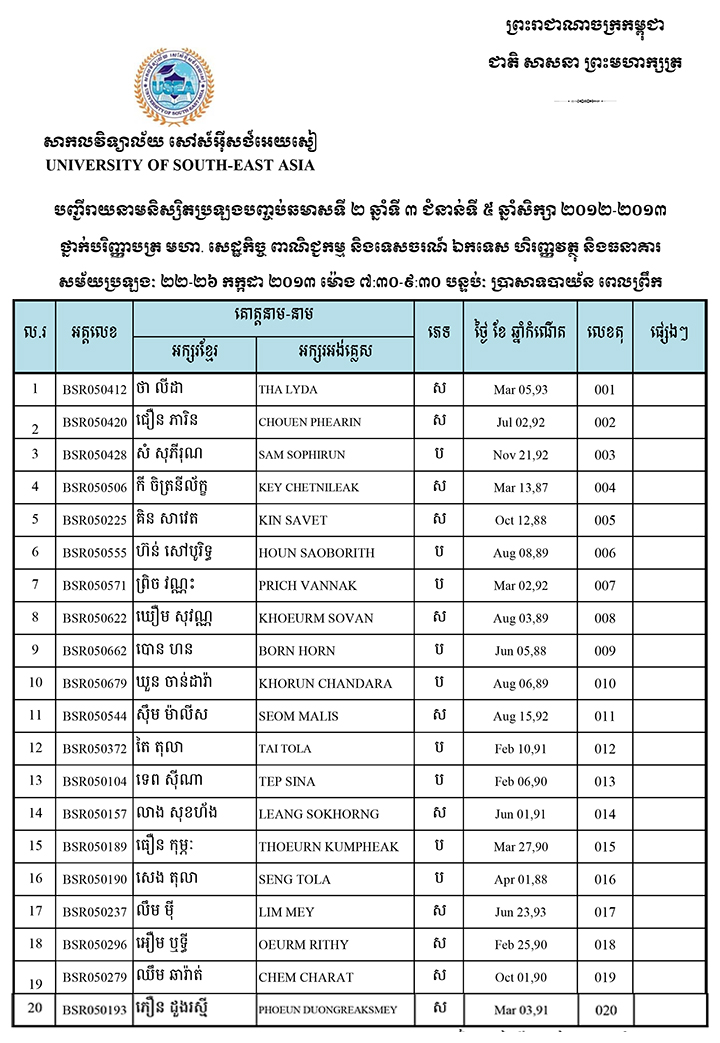 ព្រះរាជាណាចក្រកម្ពុជា
ជាតិ សាសនា ព្រះមហាក្សត្រ
USEA
UNIVERSITY OF SOUTH-EAST ASIA
សាកលវិទ្យាល័យ សៅស៍អ៊ីសថ៍អេយសៀ
UNIVERSITY OF SOUTH-EAST ASIA
បញ្ជីរាយនាមនិស្សិតប្រឡងបញ្ចប់ឆមាសទី ២ ឆ្នាំទី ៣ ជំនាន់ទី ៥ ឆ្នាំសិក្សា ២០១២-២០១៣
ថ្នាក់បរិញ្ញាបត្រ មហា. សេដ្ឋកិច្ច ពាណិជ្ជកម្ម និងទេសចរណ៍ ឯកទេស ហិរញ្ញវត្ថុ និងធនាគារ
សម័យប្រឡង: ២២-២៦ កក្កដា ២០១៣ ម៉ោង ៧:៣០-៩:៣០ បន្ទប់: ប្រាសាទបាយ័ន ពេលព្រឹក
ល.រ អត្តលេខ គោត្តនាម-នាម ភេទ ថ្ងៃ ខែ ឆ្នាំកំណើត លេខតុ ផ្សេងៗ
អក្សរខ្មែរ អក្សរអង់គ្លេស
1 BSR050412 ថា លីដា THA LYDA ស Mar 05,93 001
2 BSR050420 ជឿន ភារិន CHOUEN PHEARIN ស Jul 02,92 002
3 BSR050428 សំ សុភីរុណ SAM SOPHIRUN ប Nov 21,92 003
4 BSR050506 កី ចិត្រនីល័ក្ខ KEY CHETNILEAK ស Mar 13,87 004
5 BSR050225 គិន សាវេត KIN SAVET ស Oct 12,88 005
6 BSR050555 ហ៊ន់ សៅបូរិទ្ធ HOUN SAOBORITH ប Aug 08,89 006
7 BSR050571 ព្រិច វណ្ណះ PRICH VANNAK ប Mar 02,92 007
8 BSR050622 ឃឿម សុវណ្ណ KHOEURM SOVAN ស Aug 03,89 008
9 BSR050662 បោន ហន BORN HORN ប Jun 05,88 009
10 BSR050679 ឃួន ចាន់ដារ៉ា KHORUN CHANDARA ប Aug 06,89 010
11 BSR050544 ស៊ឹម ម៉ាលីស SEOM MALIS ស Aug 15,92 011
12 BSR050372 តៃ តុលា TAI TOLA ប Feb 10,91 012
13 BSR050104 ទេព ស៊ីណា TEP SINA ប Feb 06,90 013
14 BSR050157 លាង សុខហ័ង LEANG SOKHORNG ស Jun 01,91 014
15 BSR050189 ធឿន កុម្ភៈ THOEURN KUMPHEAK ប Mar 27,90 015
16 BSR050190 សេង តុលា SENG TOLA ប Apr 01,88 016
17 BSR050237 លឹម ម៉ី LIM MEY ស Jun 23,93 017
18 BSR050296 អឿម ឬទ្ធី OEURM RITHY ស Feb 25,90 018
19 BSR050279 ឈឹម ឆារ៉ាត់ CHEM CHARAT ស Oct 01,90 019
20 BSR050193 ភឿន ដួងរស្មី PHOEUN DUONGREAKSMEY ស Mar 03,91 020